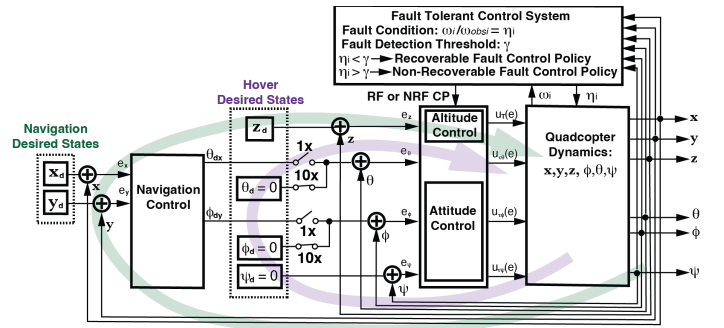 Fault Tolerant Control System
Fault Condition: ωi/ωobsi = ηi
Fault Detection Threshold: γ
ηi < γ → Recoverable Fault Control Policy
ηi > γ → Non-Recoverable Fault Control Policy
RF or NRF CP
ωi
ηi
Hover
Desired States
Navigation
Desired States
zd
z
ez
Altitude
Control
uT(e)
Quadcopter
Dynamics:
x,y,z, ϕ,θ,ψ
x
y
z
θ
ϕ
ψ
xd
x
ex
yd
y
ey
Navigation
Control
θdx
1x
10x
θd = 0
θ
eθ
ϕdy
1x
10x
ϕd = 0
ϕ
eϕ
Attitude
Control
ψd = 0
ψ
eψ